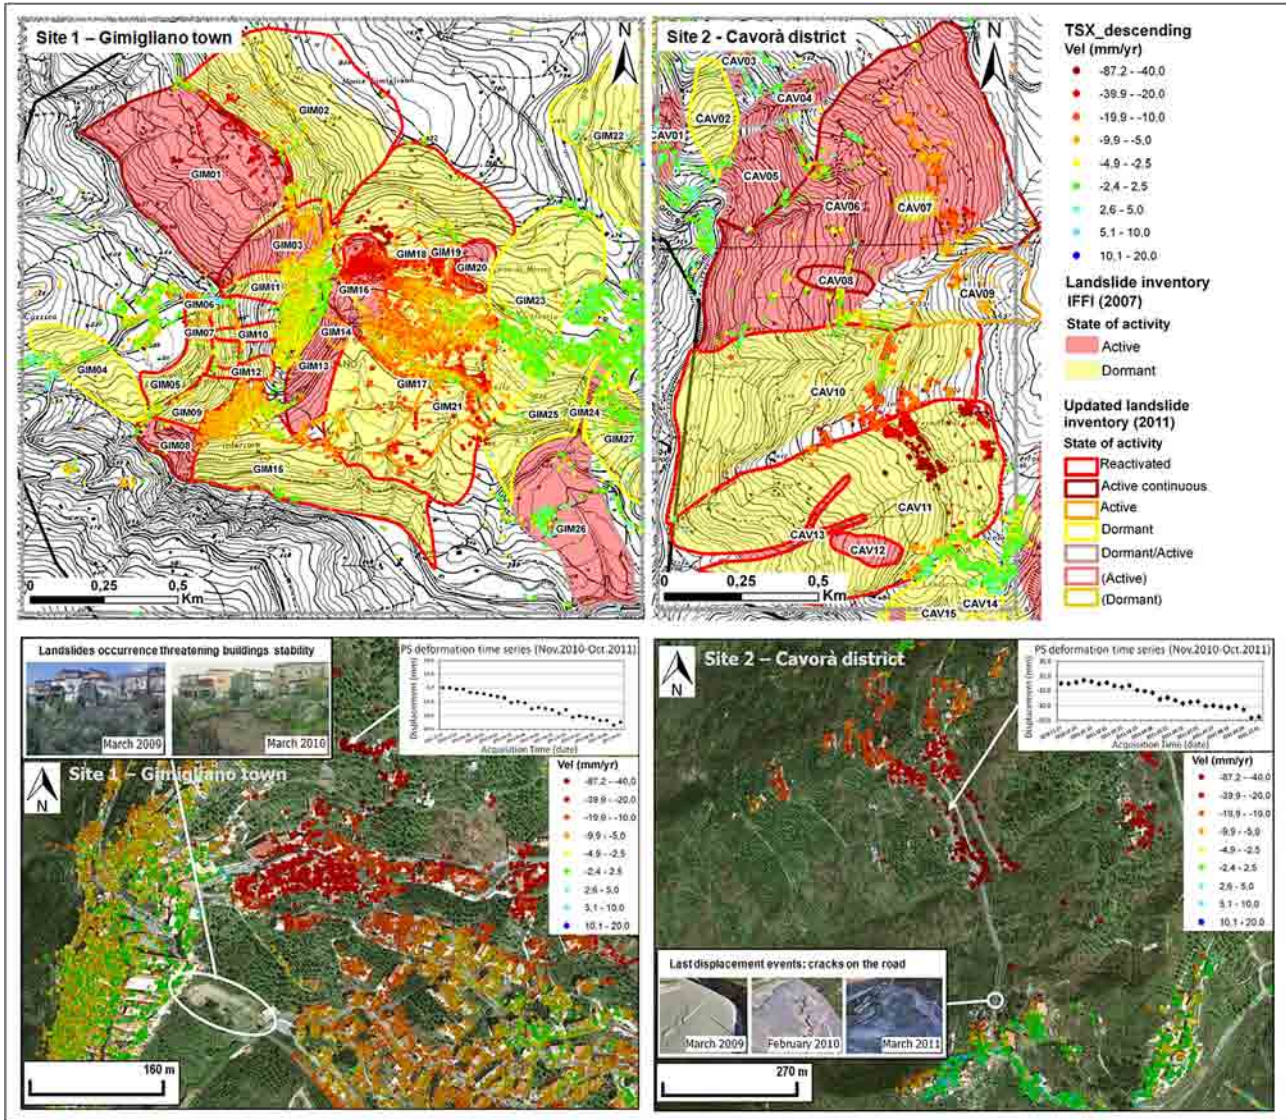 Site 1 – Gimigliano town
N
GIM02
GIM22
GIM01
GIM03
GIM18
GIM19
GIM20
GIM11
GIM16
GIM23
GIM06
GIM07
GIM10
GIM14
GIM04
GIM05
GIM12
GIM13
GIM17
GIM09
GIM21
GIM25
GIM24
GIM27
GIM08
GIM15
GIM26
0 0,25 0,5
Km
Site 2 - Cavorà district
N
CAV03
CAV04
CAV01
CAV02
CAV05
CAV06
CAV07
CAV08
CAV09
CAV10
CAV11
CAV13
CAV12
CAV14
CAV15
0 0,25 0,5
Km
TSX_descending
Vel (mm/yr)
-87.2 - -40.0
-39.9 - -20.0
-19.9 - -10.0
-9.9 - -5.0
-4.9 - -2.5
-2.4 - 2.5
2.6 - 5.0
5.1 - 10.0
10.1 - 20.0
Landslide inventory
IFFI (2007)
State of activity
Active
Dormant
Updated landslide
inventory (2011)
State of activity
Reactivated
Active continuous
Active
Dormant
Dormant/Active
(Active)
(Dormant)
Landslides occurrence threatening buildings stability
March 2009
March 2010
PS deformation time series (Nov.2010-Oct.2011)
Displacement (mm)
Acquisition Time (date)
Site 1 – Gimigliano town
N
Vel (mm/yr)
-87.2 - -40.0
-39.9 - -20.0
-19.9 - -10.0
-9.9 - -5.0
-4.9 - -2.5
-2.4 - 2.5
2.6 - 5.0
5.1 - 10.0
10.1 - 20.0
160 m
Site 2 – Cavorà district
N
PS deformation time series (Nov.2010-Oct.2011)
Displacement (mm)
Acquisition Time (date)
Vel (mm/yr)
-87.2 - -40.0
-39.9 - -20.0
-19.9 - -10.0
-9.9 - -5.0
-4.9 - -2.5
-2.4 - 2.5
2.6 - 5.0
5.1 - 10.0
10.1 - 20.0
Last displacement events: cracks on the road
March 2009
February 2010
March 2011
270 m